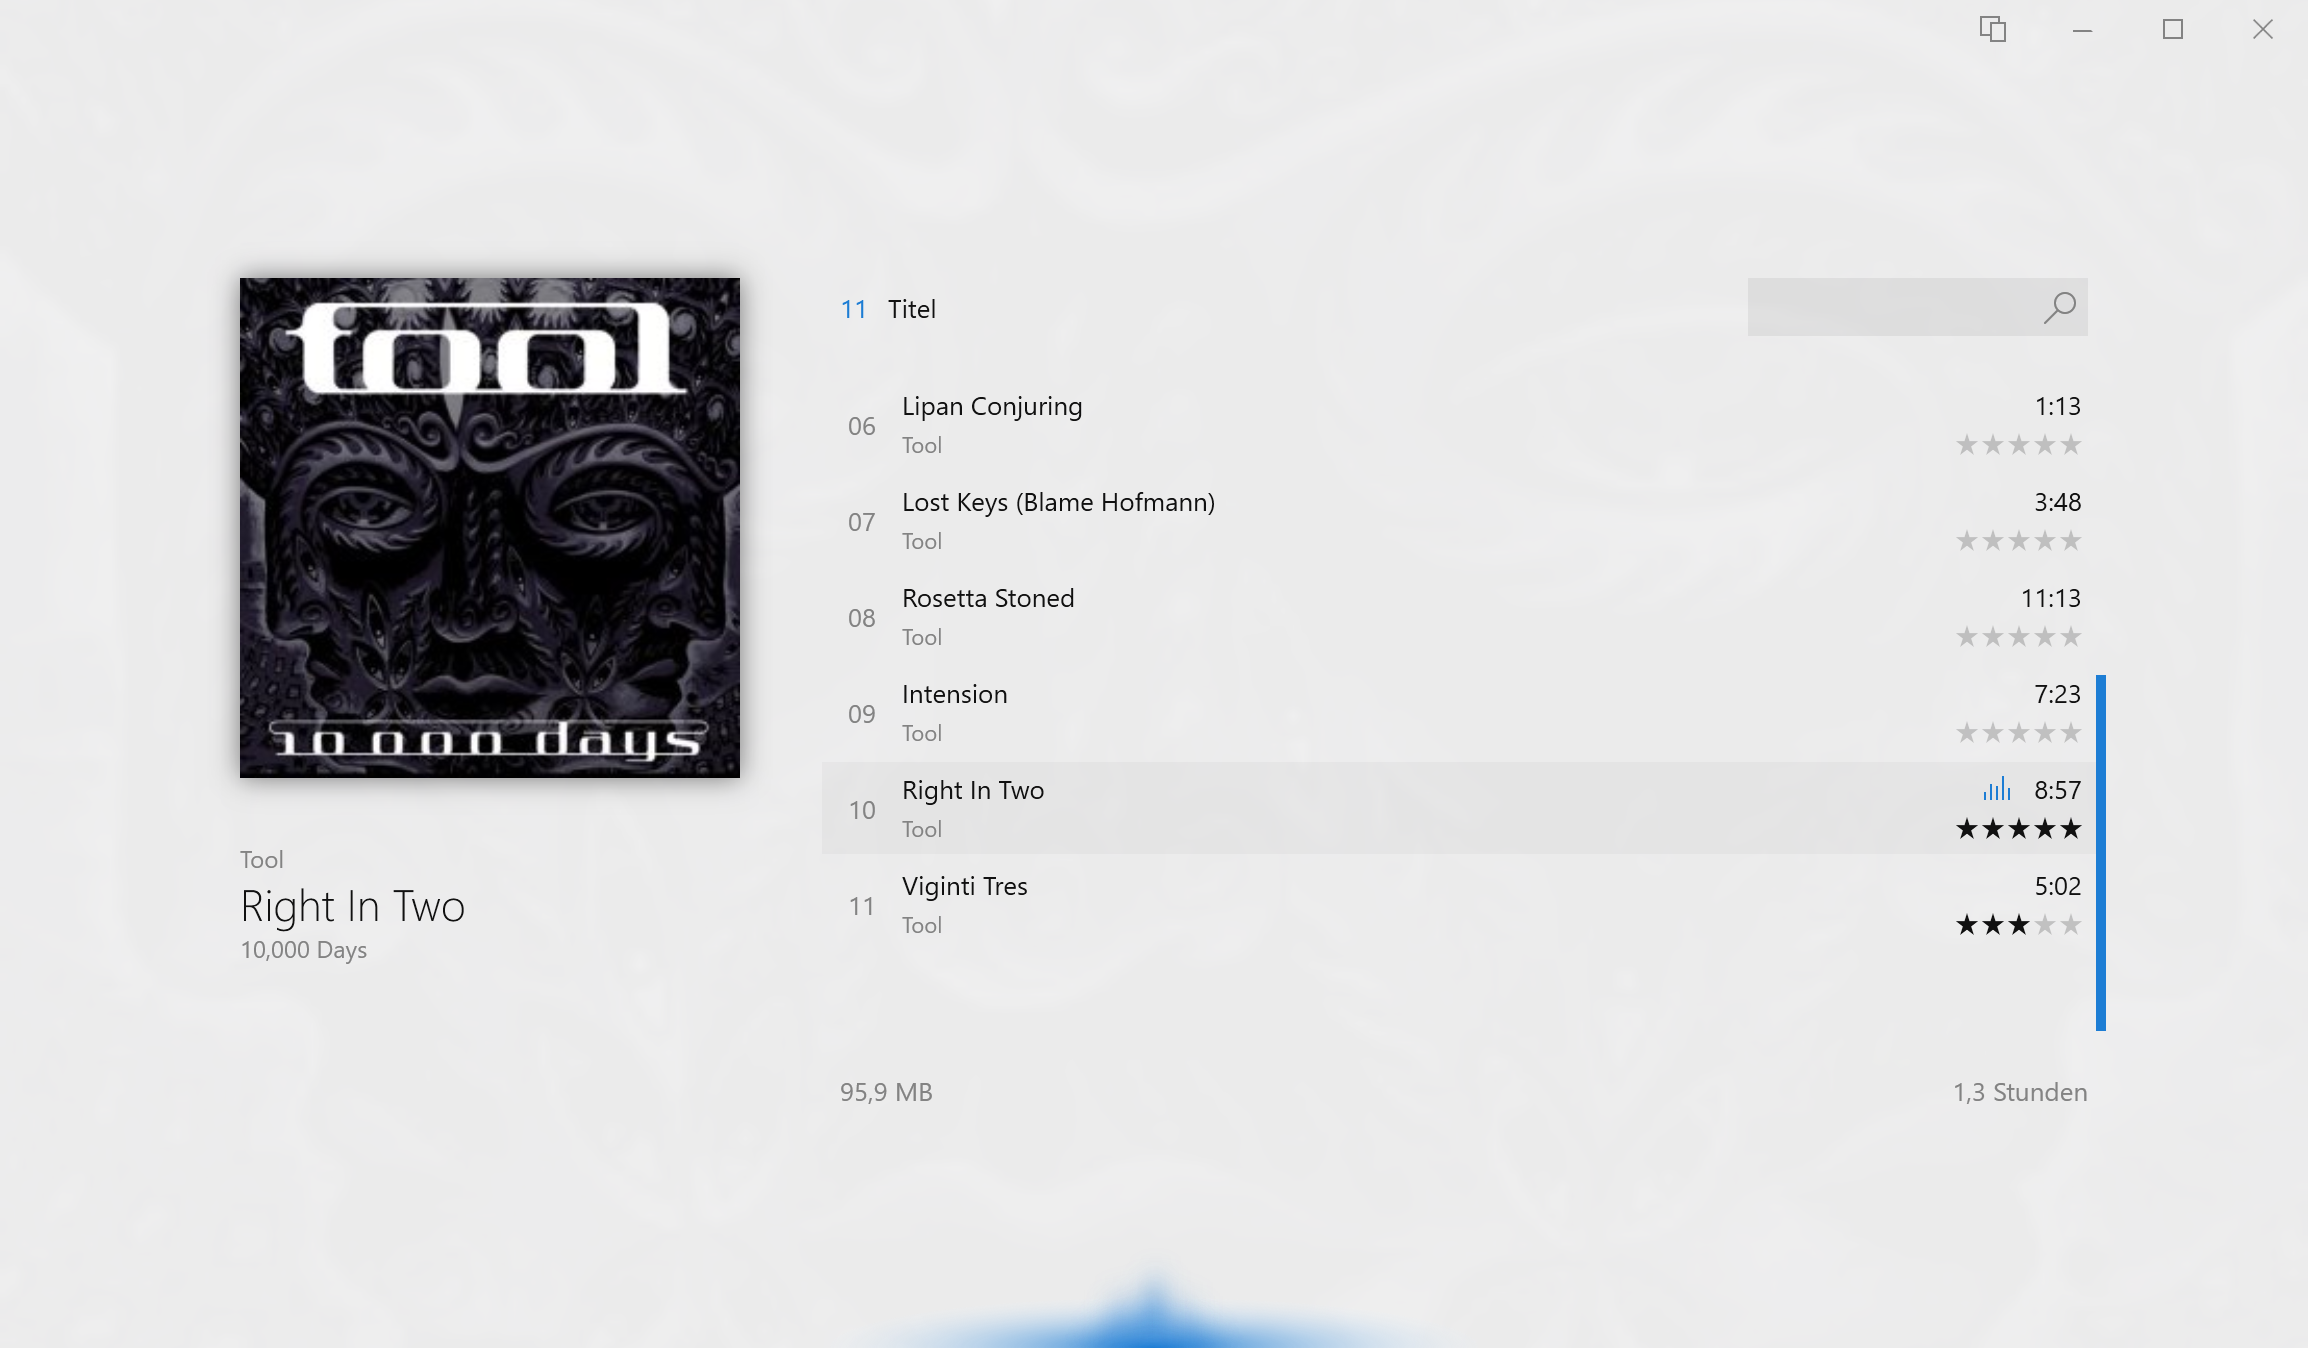 tool
10 000 days
Tool
Right In Two
10,000 Days
11 Titel
06 Lipan Conjuring 1:13
Tool
07 Lost Keys (Blame Hofmann) 3:48
Tool
08 Rosetta Stoned 11:13
Tool
09 Intension 7:23
Tool
10 Right In Two 8:57
Tool
11 Viginti Tres 5:02
Tool
95,9 MB 1,3 Stunden